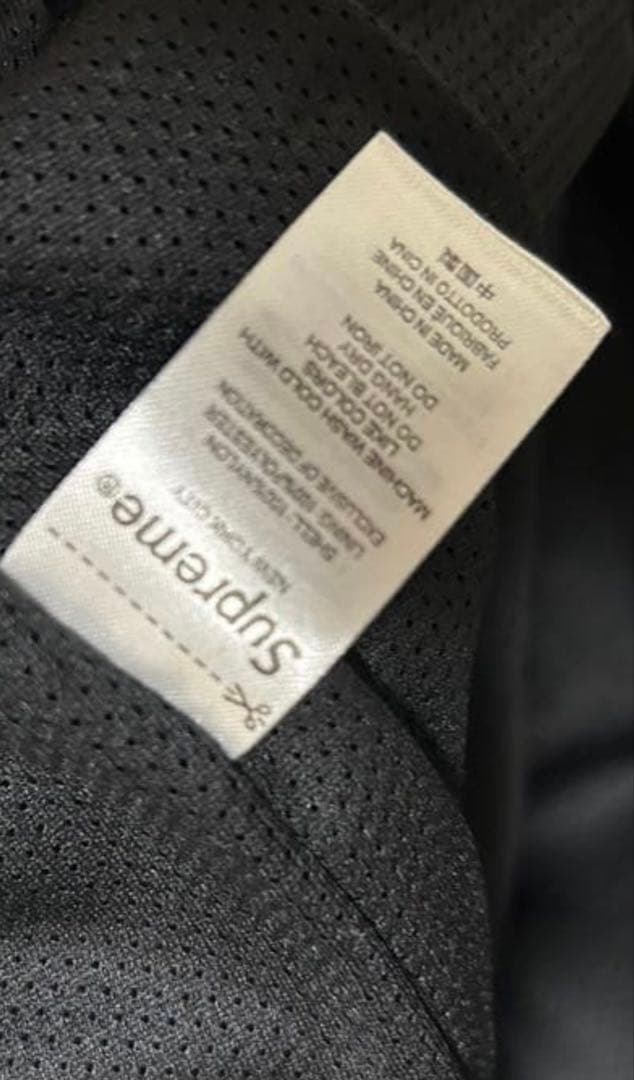 Supreme®
NEW YORK CITY
SHELL: 100%NYLON
LINING: 100%POLYESTER
EXCLUSIVE OF DECORATION
MACHINE WASH COLD WITH
LIKE COLORS
DO NOT BLEACH
HANG DRY
DO NOT IRON
MADE IN CHINA
FABRIQUE EN CHINE
PRODOTTO IN CINA
中国製